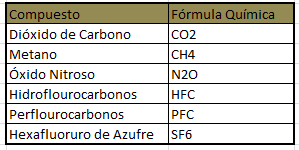 Compuesto Fórmula Química
Dióxido de Carbono CO2
Metano CH4
Óxido Nitroso N2O
Hidroflourocarbonos HFC
Perflourocarbonos PFC
Hexafluoruro de Azufre SF6